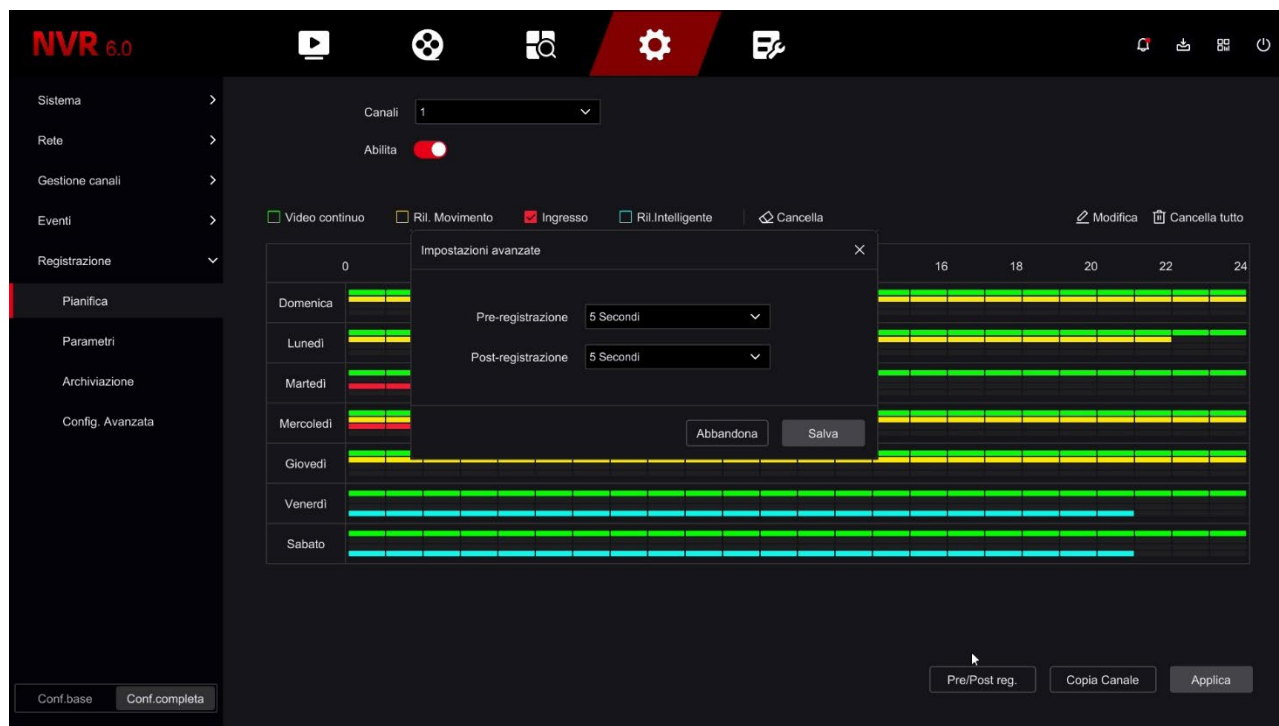 NVR 6.0
Sistema
Rete
Gestione canali
Eventi
Registrazione
Pianifica
Parametri
Archiviazione
Config. Avanzata
Conf.base Conf.completa
Canali 1
Abilita
Video continuo Ril. Movimento Ingresso Ril.Intelligente Cancella Modifica Cancella tutto
0 16 18 20 22 24
Domenica
Lunedì
Martedì
Mercoledì
Giovedì
Venerdì
Sabato
Impostazioni avanzate
Pre-registrazione 5 Secondi
Post-registrazione 5 Secondi
Abbandona Salva
Pre/Post reg. Copia Canale Applica